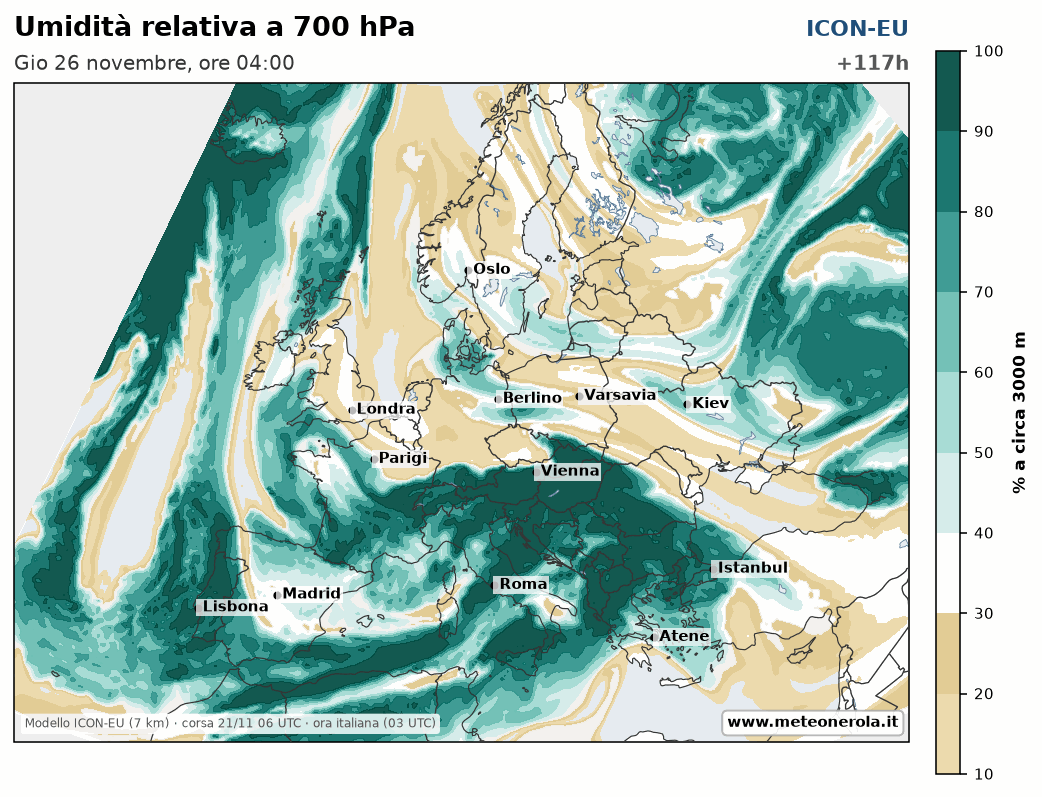 Umidità relativa a 700 hPa
ICON-EU
Gio 26 novembre, ore 04:00
+117h
100
90
80
70
60
50
40
30
20
10
% a circa 3000 m
Oslo
Berlino
Varsavia
Kiev
Londra
Parigi
Vienna
Istanbul
Roma
Madrid
Lisbona
Atene
Modello ICON-EU (7 km) · corsa 21/11 06 UTC · ora italiana (03 UTC)
www.meteonerola.it